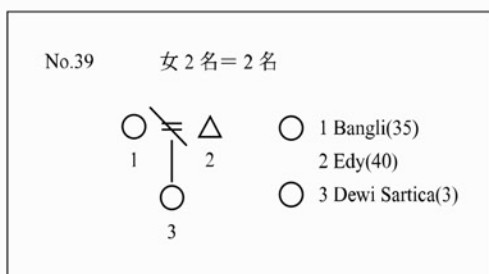 No.39 女 2 名＝ 2 名
1 2
3
○ 1 Bangli(35)
2 Edy(40)
○ 3 Dewi Sartica(3)